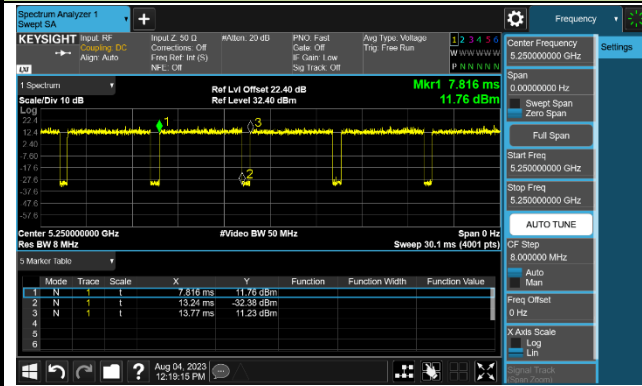 Spectrum Analyzer 1
Swept SA
Frequency
Settings
KEYSIGHT
Input: RF
Coupling: DC
Align: Auto
Input Z: 50 Ω
Corrections: Off
Freq Ref: Int (S)
NFE: Off
#Atten: 20 dB
PNO: Fast
Gate: Off
IF Gain: Low
Sig Track: Off
Avg Type: Voltage
Trig: Free Run
1 2 3 4 5 6
W W W W W W
P N N N N N
LXI
1 Spectrum
Scale/Div 10 dB
Log
Ref Lvl Offset 22.40 dB
Ref Level 32.40 dBm
Mkr1 7.816 ms
11.76 dBm
22.4
12.4
2.40
-7.60
-17.6
-27.6
-37.6
-47.6
-57.6
1
3
2
Center 5.250000000 GHz
Res BW 8 MHz
#Video BW 50 MHz
Span 0 Hz
Sweep 30.1 ms (4001 pts)
5 Marker Table
Mode Trace Scale X Y Function Function Width Function Value
1 N 1 t 7.816 ms 11.76 dBm
2 N 1 t 13.24 ms -32.38 dBm
3 N 1 t 13.77 ms 11.23 dBm
4
5
6
Center Frequency
5.250000000 GHz
Span
0.00000000 Hz
Swept Span
Zero Span
Full Span
Start Freq
5.250000000 GHz
Stop Freq
5.250000000 GHz
AUTO TUNE
CF Step
8.000000 MHz
Auto
Man
Freq Offset
0 Hz
X Axis Scale
Log
Lin
Signal Track
(Span Zoom)
Aug 04, 2023
12:19:15 PM